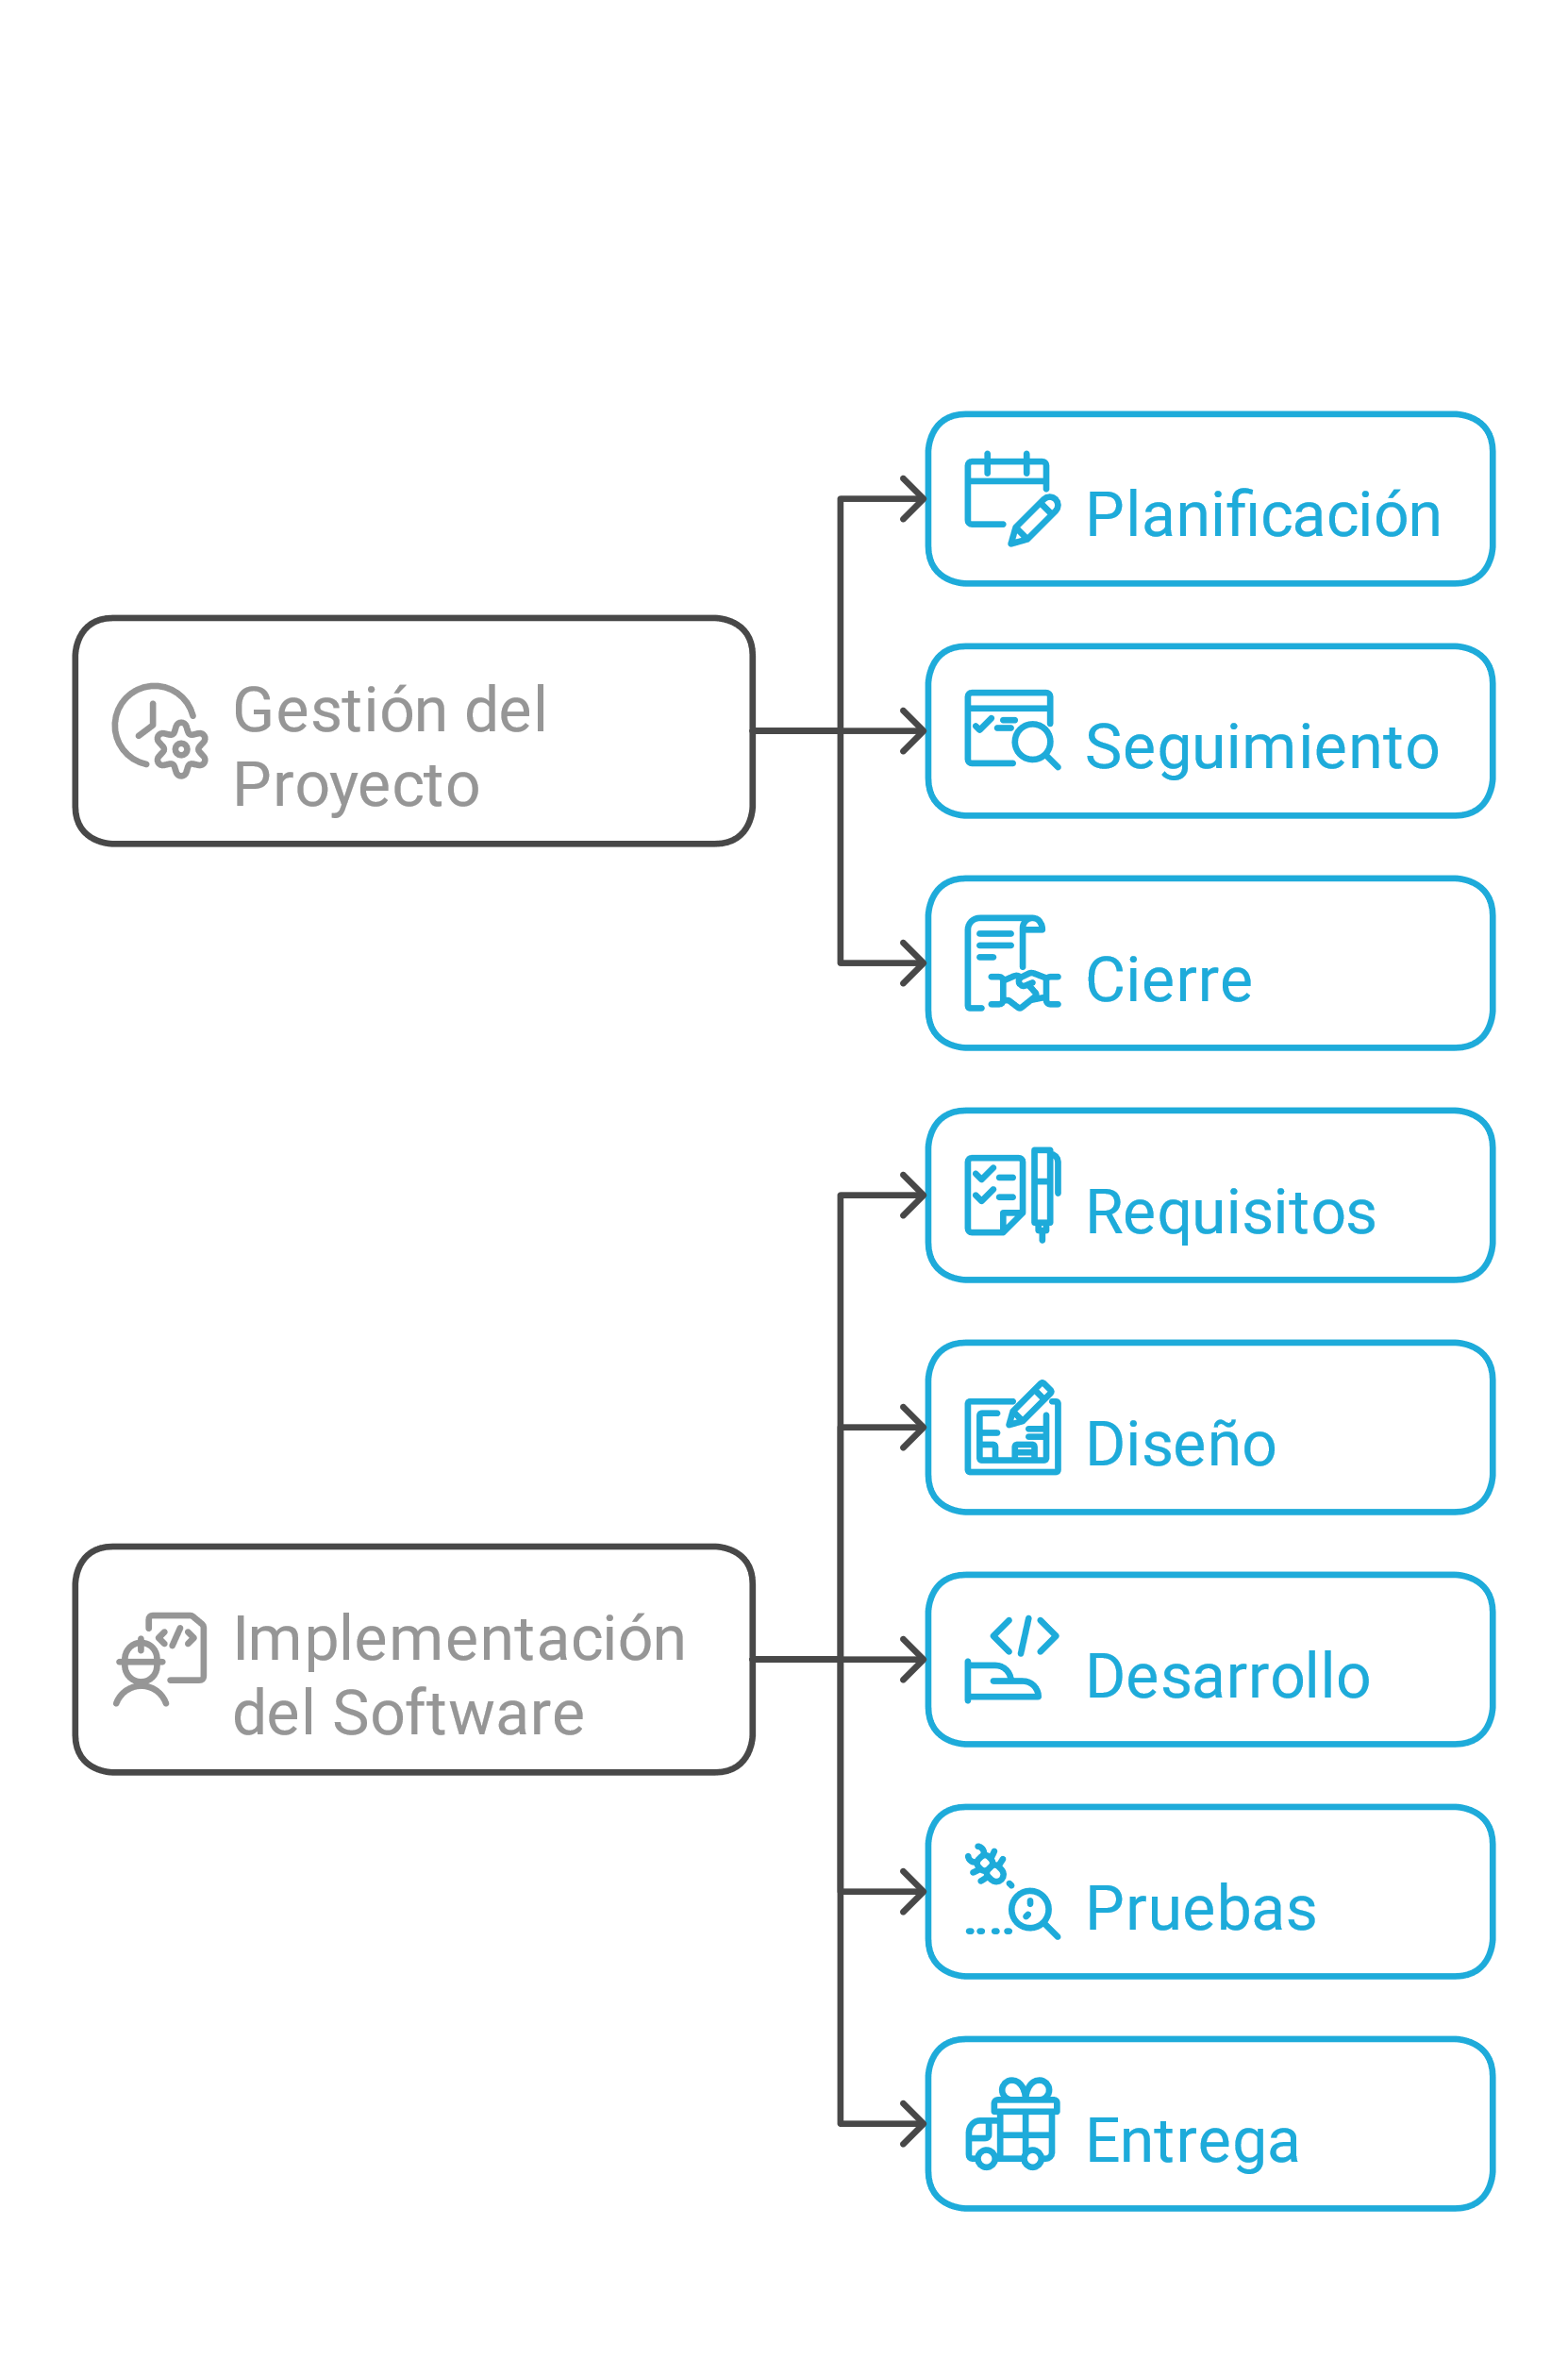 Planificación
Gestión del
Proyecto
Seguimiento
Cierre
Requisitos
Diseño
Implementación
del Software
Desarrollo
Pruebas
Entrega